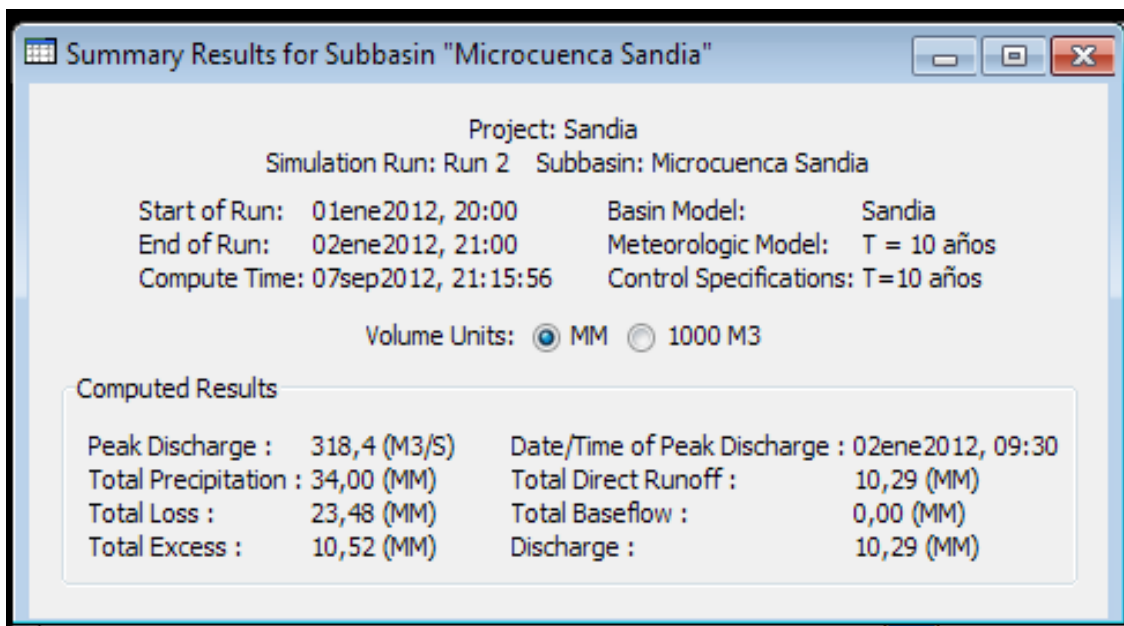 Summary Results for Subbasin "Microcuenca Sandia"
Project: Sandia
Simulation Run: Run 2 Subbasin: Microcuenca Sandia
Start of Run: 01ene2012, 20:00 Basin Model: Sandia
End of Run: 02ene2012, 21:00 Meteorologic Model: T = 10 años
Compute Time: 07sep2012, 21:15:56 Control Specifications: T=10 años
Volume Units: MM 1000 M3
Computed Results
Peak Discharge : 318,4 (M3/S) Date/Time of Peak Discharge : 02ene2012, 09:30
Total Precipitation : 34,00 (MM) Total Direct Runoff : 10,29 (MM)
Total Loss : 23,48 (MM) Total Baseflow : 0,00 (MM)
Total Excess : 10,52 (MM) Discharge : 10,29 (MM)